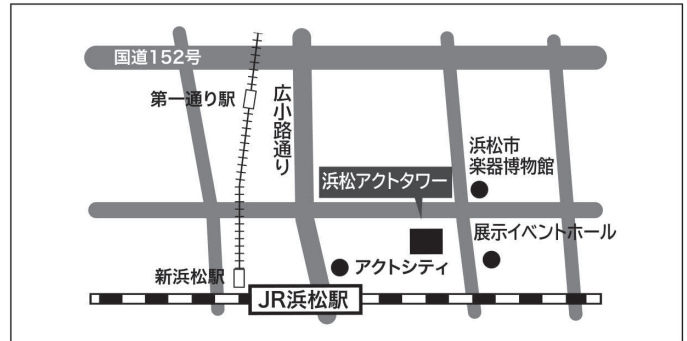 国道152号
第一通り駅
広小路通り
浜松市
楽器博物館
浜松アクトタワー
展示イベントホール
アクトシティ
新浜松駅
JR浜松駅